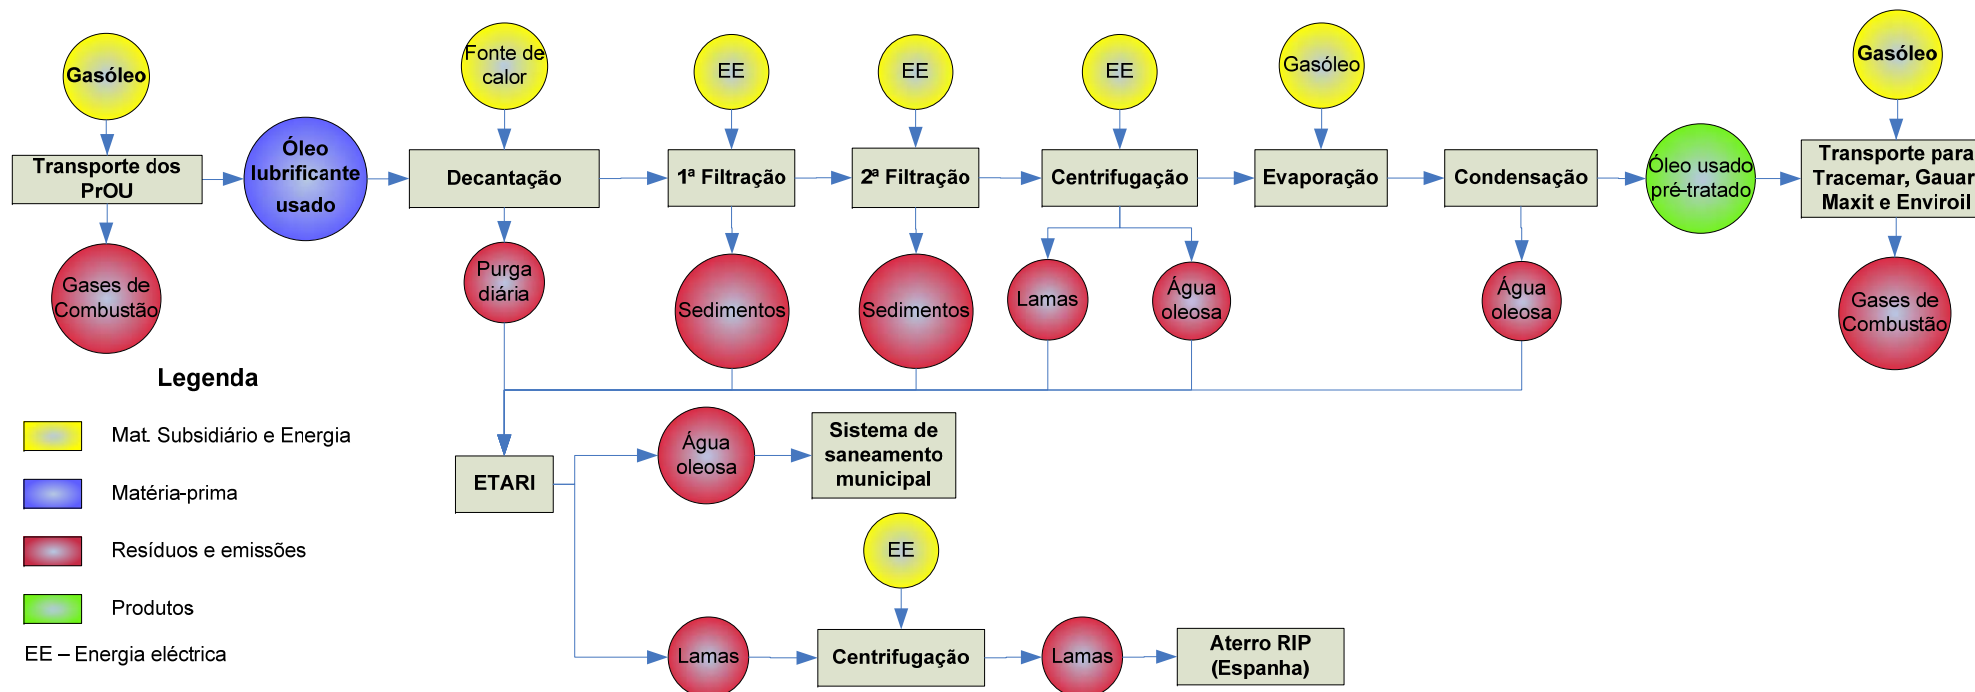 Gasóleo
Fonte de
calor
EE
EE
EE
Gasóleo
Gasóleo
Transporte dos
PrOU
Óleo
lubrificante
usado
Decantação
1ª Filtração
2ª Filtração
Centrifugação
Evaporação
Condensação
Óleo usado
pré-tratado
Transporte para
Tracemar, Gauar
Maxit e Enviroil
Gases de
Combustão
Purga
diária
Sedimentos
Sedimentos
Lamas
Água
oleosa
Água
oleosa
Gases de
Combustão
Legenda
Mat. Subsidiário e Energia
Matéria-prima
Resíduos e emissões
Produtos
EE – Energia eléctrica
ETARI
Água
oleosa
Sistema de
saneamento
municipal
EE
Lamas
Centrifugação
Lamas
Aterro RIP
(Espanha)